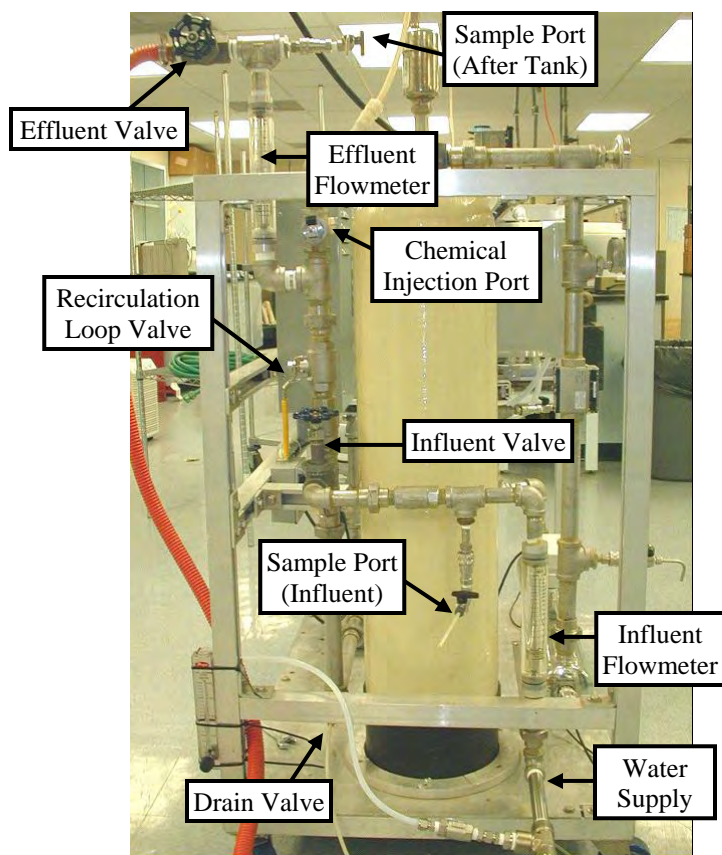 Sample Port
(After Tank)
Effluent Valve
Effluent
Flowmeter
Chemical
Injection Port
Recirculation
Loop Valve
Influent Valve
Sample Port
(Influent)
Influent
Flowmeter
Drain Valve
Water
Supply